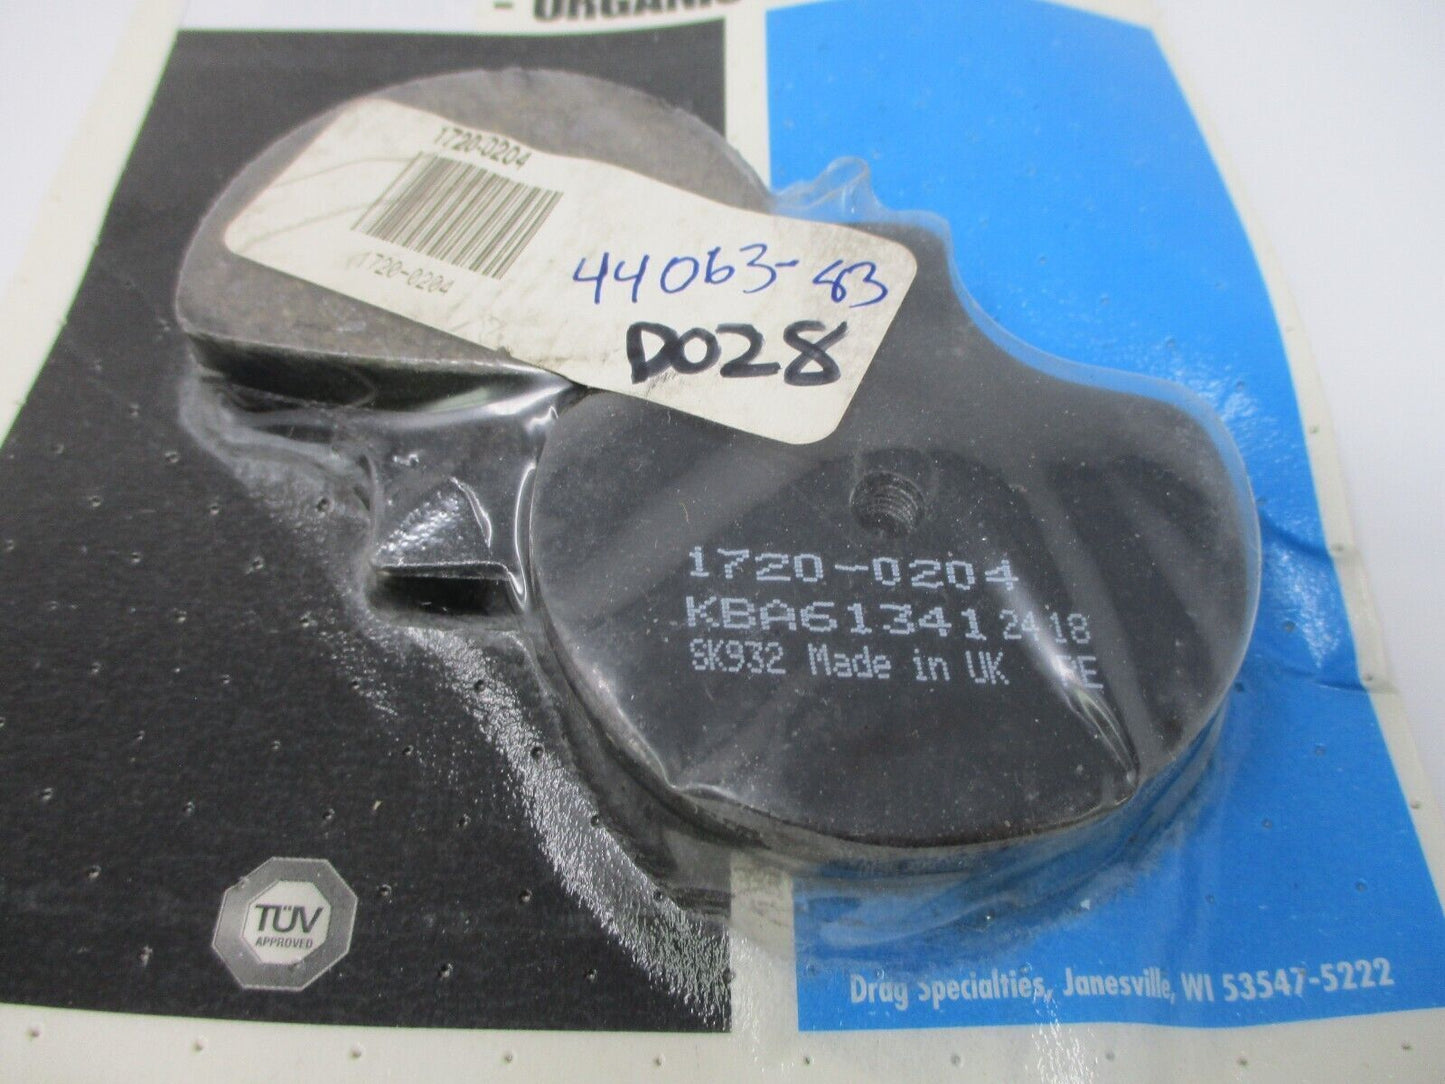 - ORGANIC
1720-0204
1720-0204
44063-83
D028
1720-0204
KBA61341 2418
SK932 Made in UK
TÜV
APPROVED
Drag Specialties, Janesville, WI 53547-5222